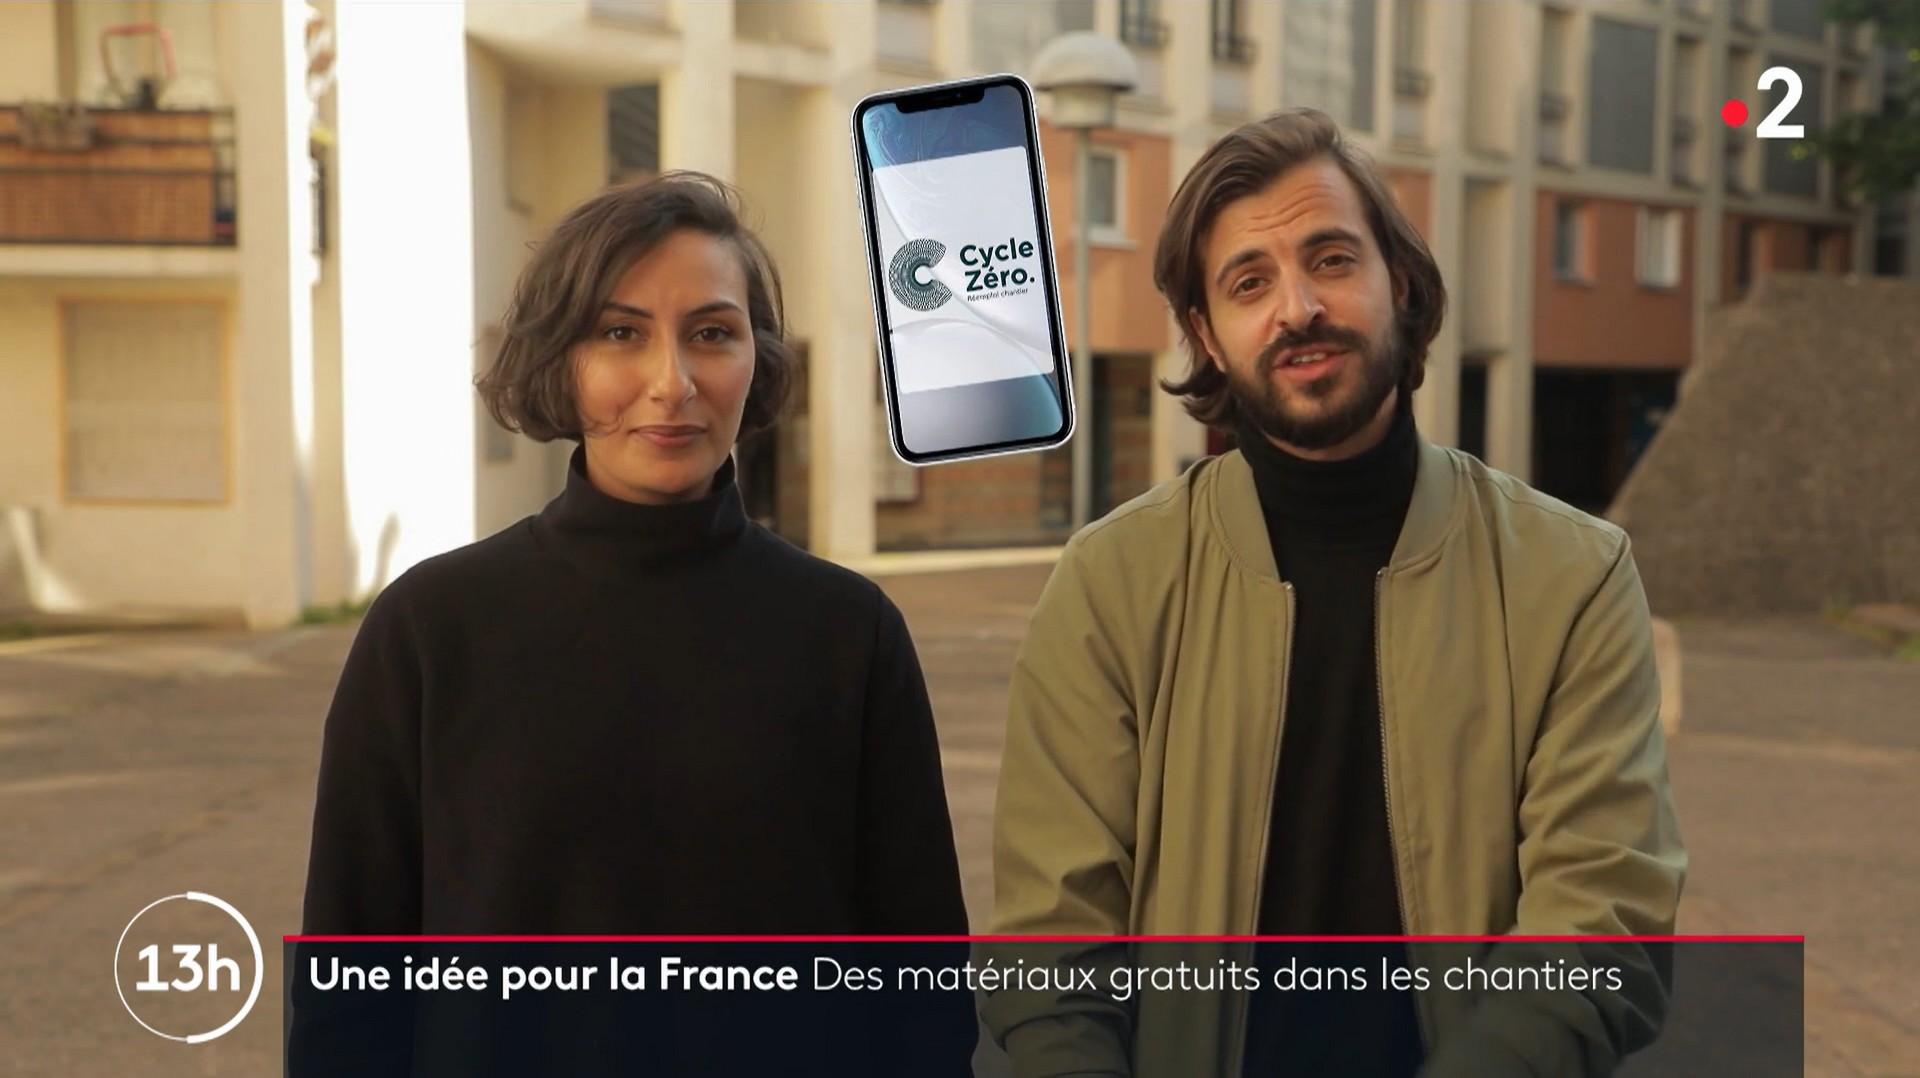 2
C
Cycle
Zéro.
Réemploi chantier
13h
Une idée pour la France Des matériaux gratuits dans les chantiers